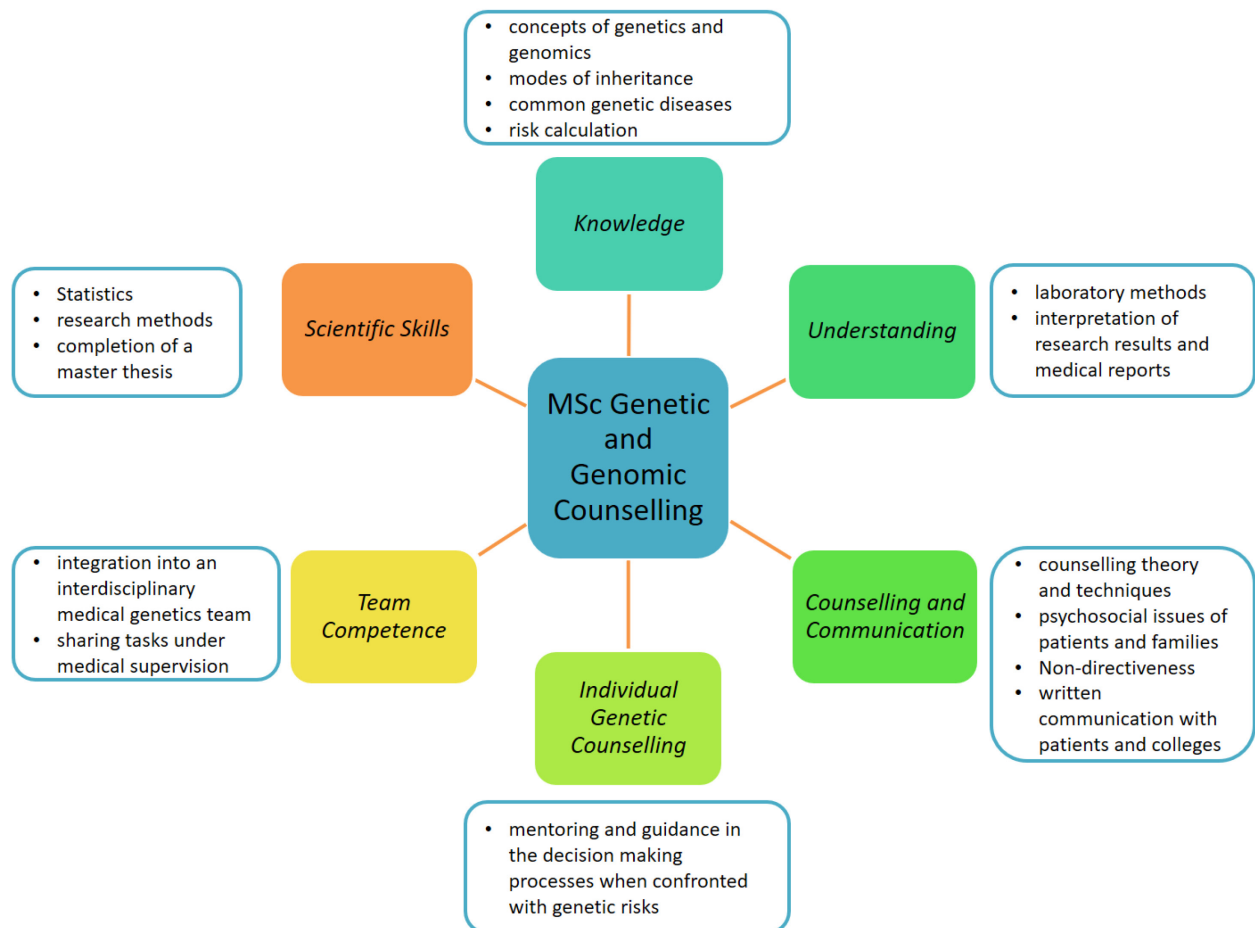 • concepts of genetics and
genomics
• modes of inheritance
• common genetic diseases
• risk calculation
Knowledge
• Statistics
• research methods
• completion of a
master thesis
Scientific Skills
Understanding
• laboratory methods
• interpretation of
research results and
medical reports
MSc Genetic
and
Genomic
Counselling
• integration into an
interdisciplinary
medical genetics team
• sharing tasks under
medical supervision
Team
Competence
Counselling and
Communication
• counselling theory
and techniques
• psychosocial issues of
patients and families
• Non-directiveness
• written
communication with
patients and colleges
Individual
Genetic
Counselling
• mentoring and guidance in
the decision making
processes when confronted
with genetic risks